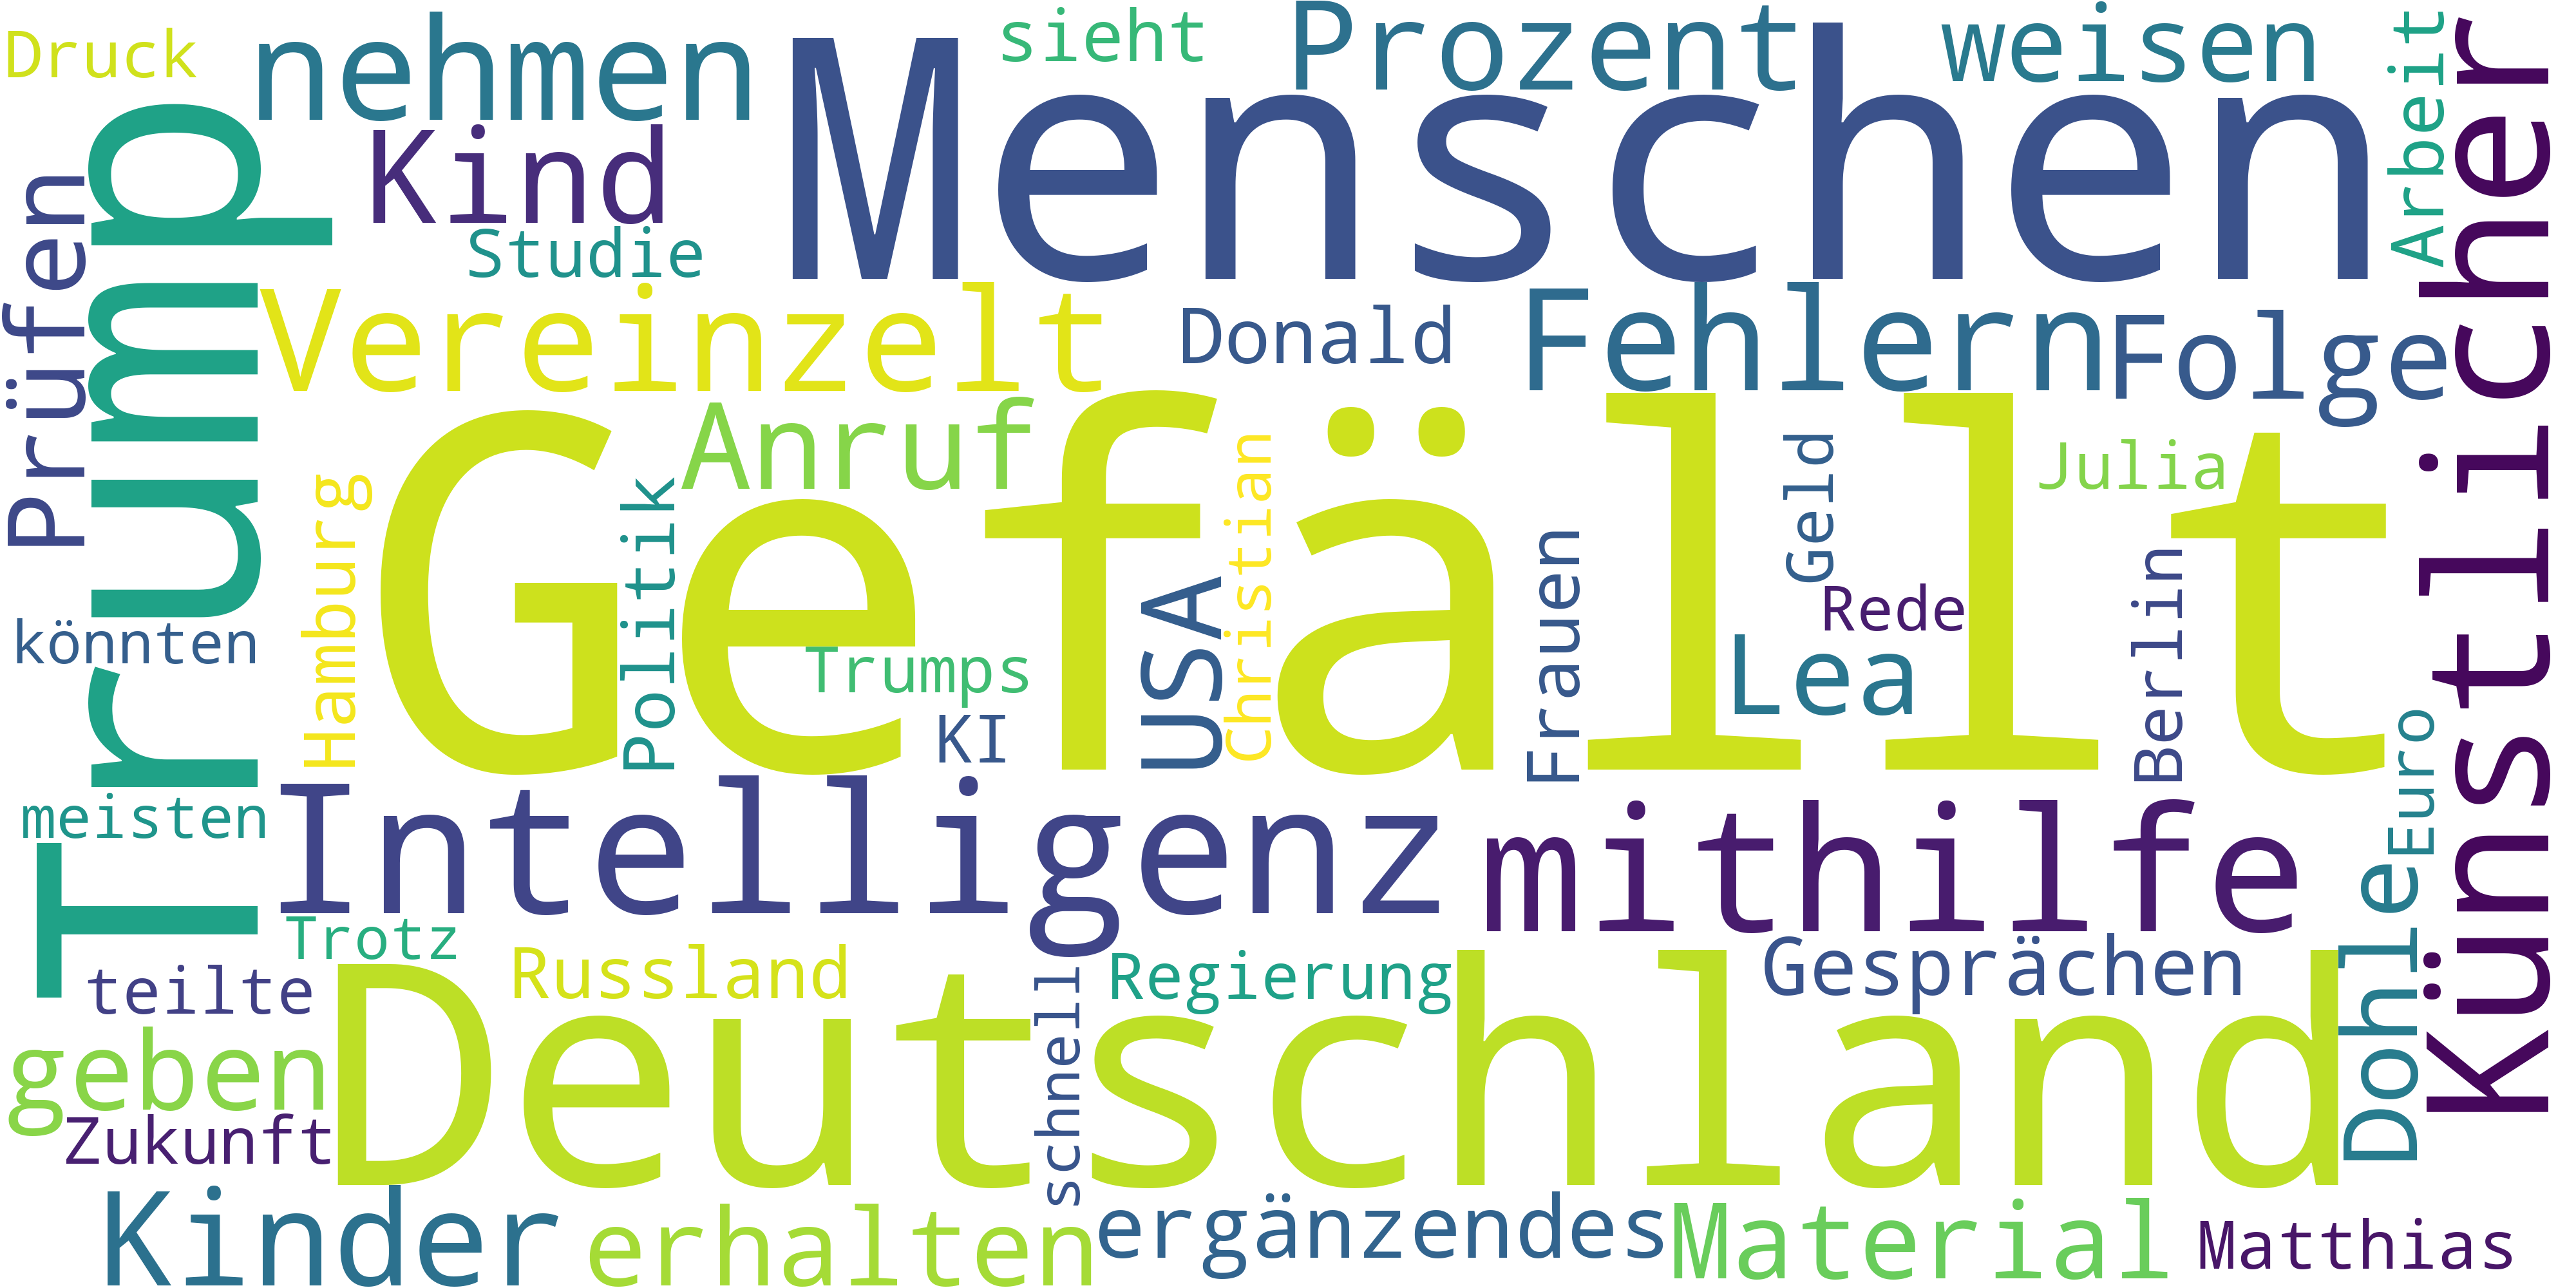 Druck
nehmen
Menschen
sieht
Prozent
weisen
Arbeit
Künstlicher
Prüfen
Trump
Kind
Studie
Vereinzelt
Donald
Fehlern
Folge
Gefällt
Anruf
Hamburg
Politik
Christian
USA
Frauen
Geld
Julia
Rede
Lea
Berlin
könnten
Trumps
KI
Euro
meisten
Intelligenz
mithilfe
Trotz
teilte
Russland
schnell
Regierung
Gesprächen
Dohle
geben
Deutschland
Zukunft
Kinder
erhalten
ergänzendes
Material
Matthias